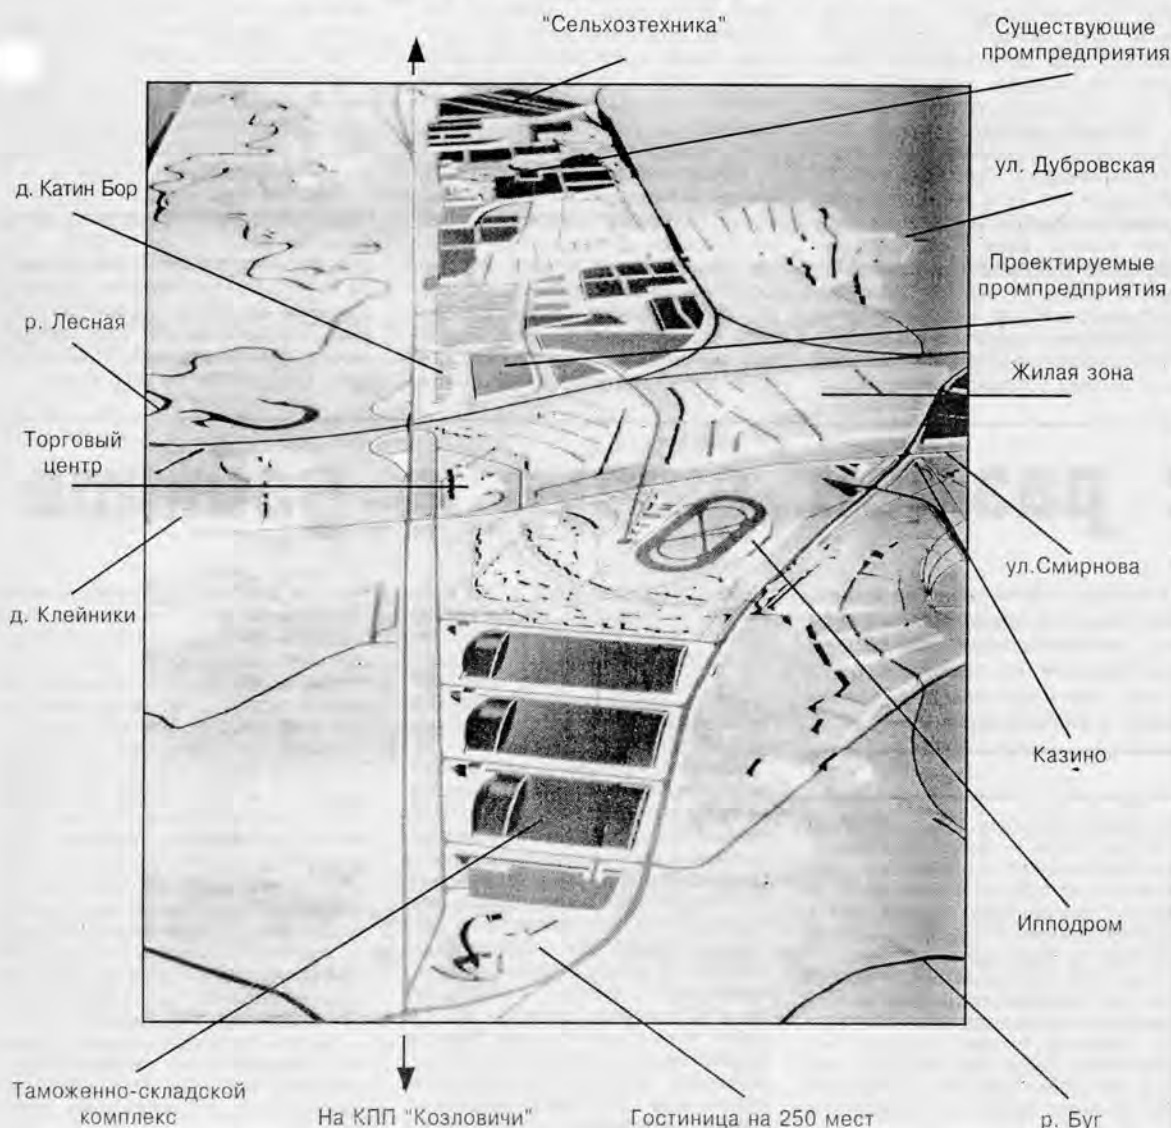 "Сельхозтехника"
Существующие
промпредприятия
д. Катин Бор
ул. Дубровская
Проектируемые
промпредприятия
р. Лесная
Жилая зона
Торговый
центр
ул.Смирнова
д. Клейники
Казино
Ипподром
Таможенно-складской
комплекс
На КПП "Козловичи"
Гостиница на 250 мест
р. Буг